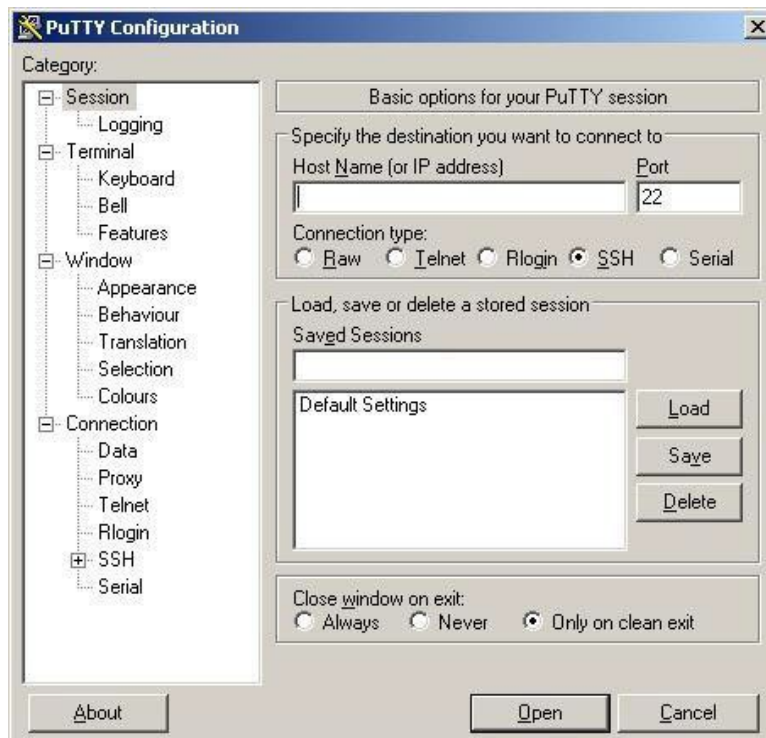 PuTTY Configuration
Category:
Session
Logging
Terminal
Keyboard
Bell
Features
Window
Appearance
Behaviour
Translation
Selection
Colours
Connection
Data
Proxy
Telnet
Rlogin
SSH
Serial
Basic options for your PuTTY session
Specify the destination you want to connect to
Host Name (or IP address) Port
22
Connection type:
Raw Telnet Rlogin SSH Serial
Load, save or delete a stored session
Saved Sessions
Default Settings
Load
Save
Delete
Close window on exit:
Always Never Only on clean exit
About Open Cancel